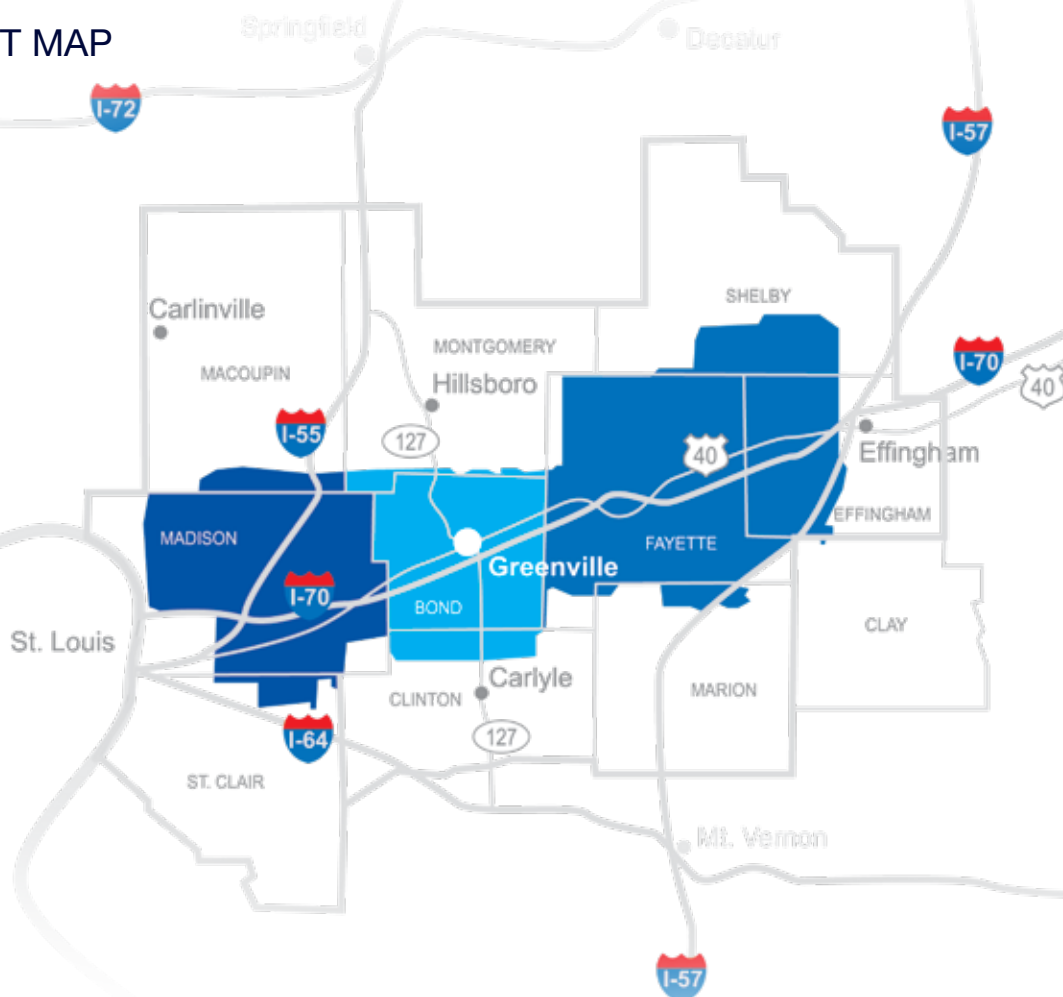 Springfield
Decatur
T MAP
I-72
I-57
SHELBY
Carlinville
MONTGOMERY
I-70
MACOUPIN
Hillsboro
40
I-55
127
40
Effingham
EFFINGHAM
MADISON
FAYETTE
Greenville
I-70
BOND
CLAY
St. Louis
Carlyle
MARION
CLINTON
I-64
127
ST. CLAIR
Mt. Vernon
I-57